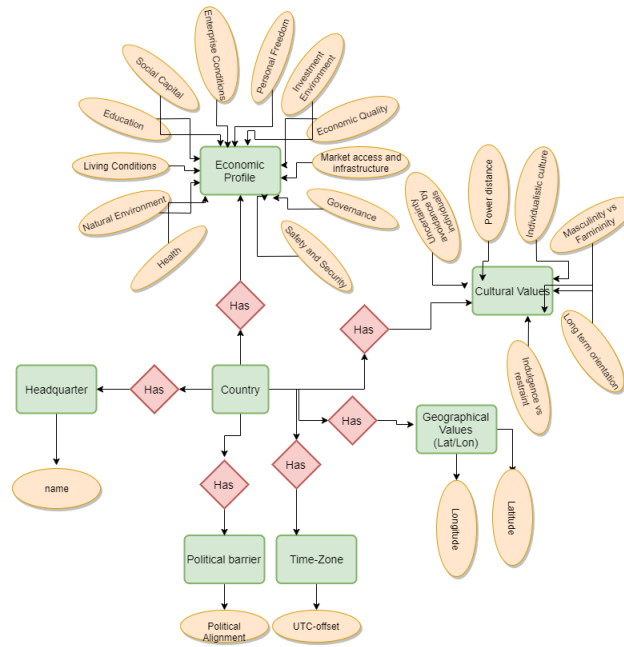 Enterprise Conditions
Personal Freedom
Investment
Environment
Social Capital
Education
Economic Quality
Living Conditions
Economic
Profile
Market access and
infrastructure
Natural Environment
Governance
Health
Safety and Security
Uncertainty
avoidance by
individuals
Power distance
Individualistic culture
Masculinity vs
Famininity
Cultural Values
Has
Has
Indulgence vs
restraint
Long term orientation
Headquarter
Has
Country
Has
Geographical
Values
(Lat/Lon)
name
Has
Has
Longitude
Latitude
Political barrier
Time-Zone
Political
Alignment
UTC-offset